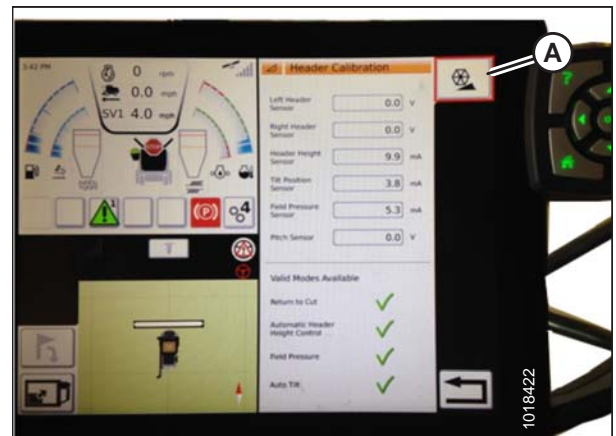 3:42 PM
0 rpm
0.0 mph
SV1 4.0 mph
STOP
1
4
Header Calibration
Left Header Sensor 0.0 V
Right Header Sensor 0.0 V
Header Height Sensor 9.9 mA
Tilt Position Sensor 3.8 mA
Field Pressure Sensor 5.3 mA
Pitch Sensor 0.0 V
Valid Modes Available
Return to Cut
Automatic Header Height Control ...
Field Pressure
Auto Tilt
A
?
1018422